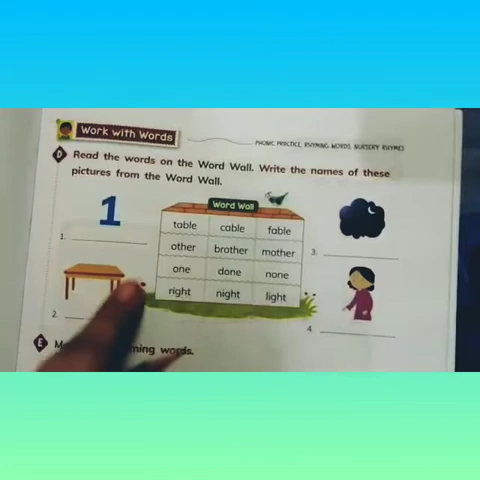 Work with Words
PHONIC PRACTICE, RHYMING WORDS, NURSERY RHYMES
D Read the words on the Word Wall. Write the names of these
pictures from the Word Wall.
1
1.
2.
Word Wall
table cable fable
other brother mother
one done none
right night light
3.
4.
E words.